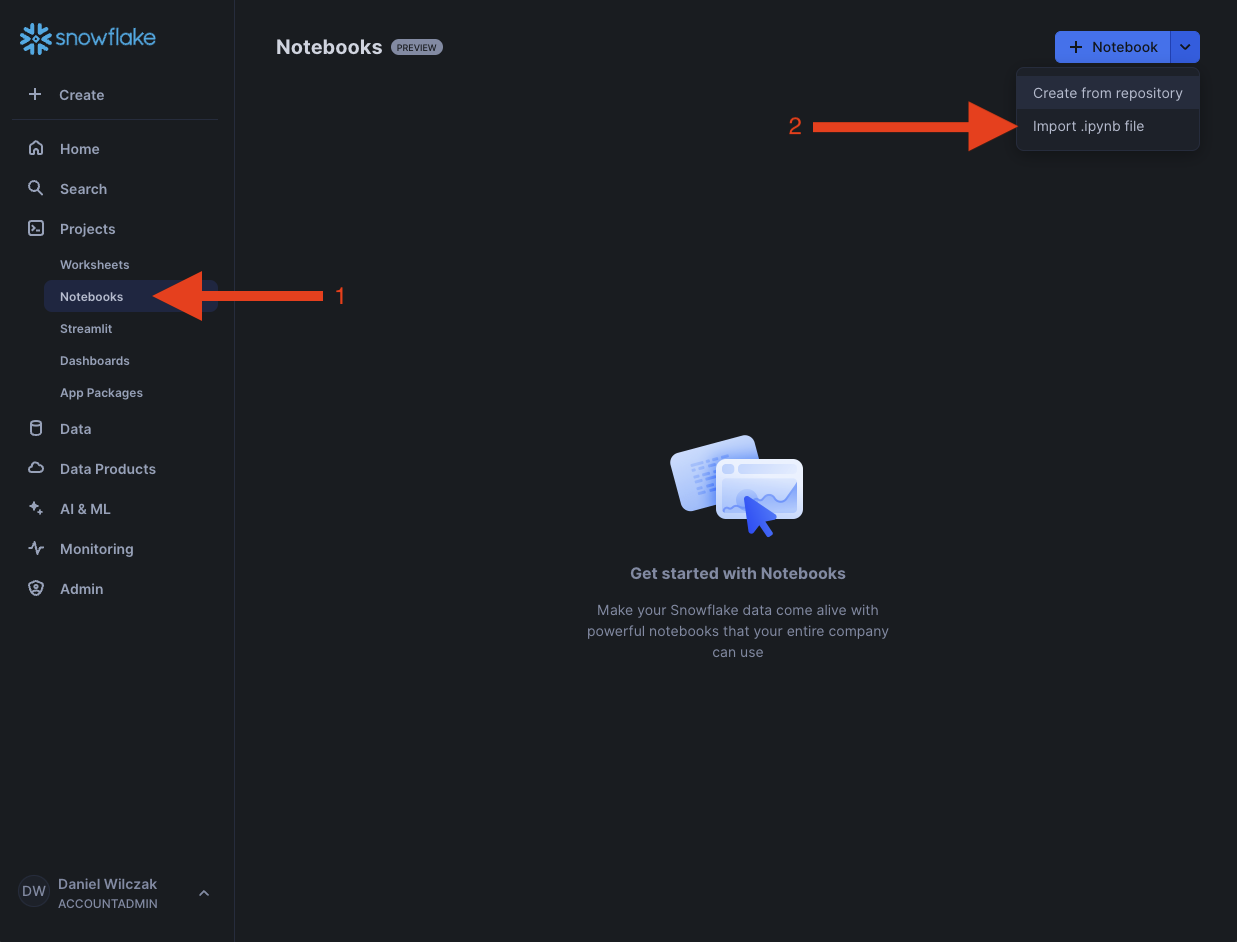 snowflake
Create
Home
Search
Projects
Worksheets
Notebooks
1
Streamlit
Dashboards
App Packages
Data
Data Products
AI & ML
Monitoring
Admin
DW
Daniel Wilczak
ACCOUNTADMIN
Notebooks PREVIEW
+ Notebook
Create from repository
2
Import .ipynb file
Get started with Notebooks
Make your Snowflake data come alive with
powerful notebooks that your entire company
can use